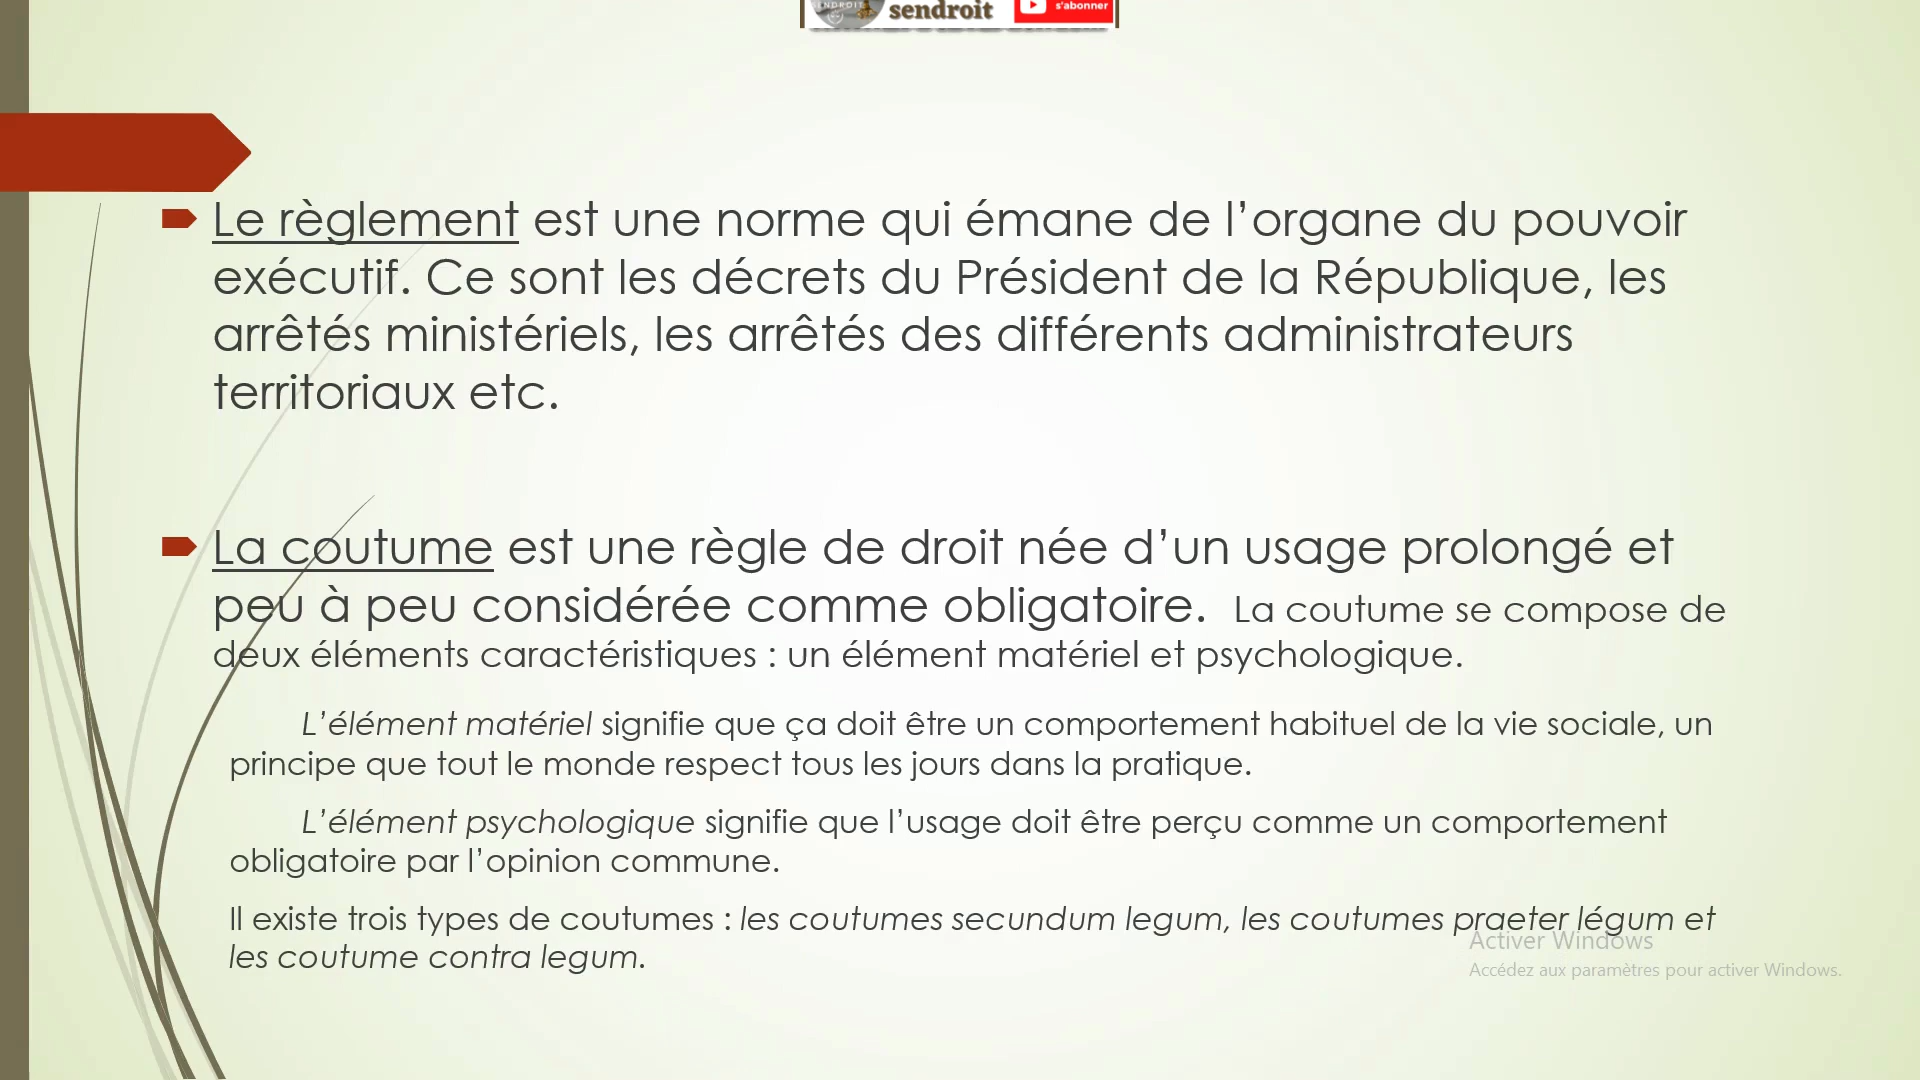 SENDROIT
sendroit
s'abonner
Le règlement est une norme qui émane de l’organe du pouvoir
exécutif. Ce sont les décrets du Président de la République, les
arrêtés ministériels, les arrêtés des différents administrateurs
territoriaux etc.
La coutume est une règle de droit née d’un usage prolongé et
peu à peu considérée comme obligatoire. La coutume se compose de
deux éléments caractéristiques : un élément matériel et psychologique.
L’élément matériel signifie que ça doit être un comportement habituel de la vie sociale, un
principe que tout le monde respect tous les jours dans la pratique.
L’élément psychologique signifie que l’usage doit être perçu comme un comportement
obligatoire par l’opinion commune.
Il existe trois types de coutumes : les coutumes secundum legum, les coutumes praeter légum et
les coutume contra legum.
Activer Windows
Accédez aux paramètres pour activer Windows.